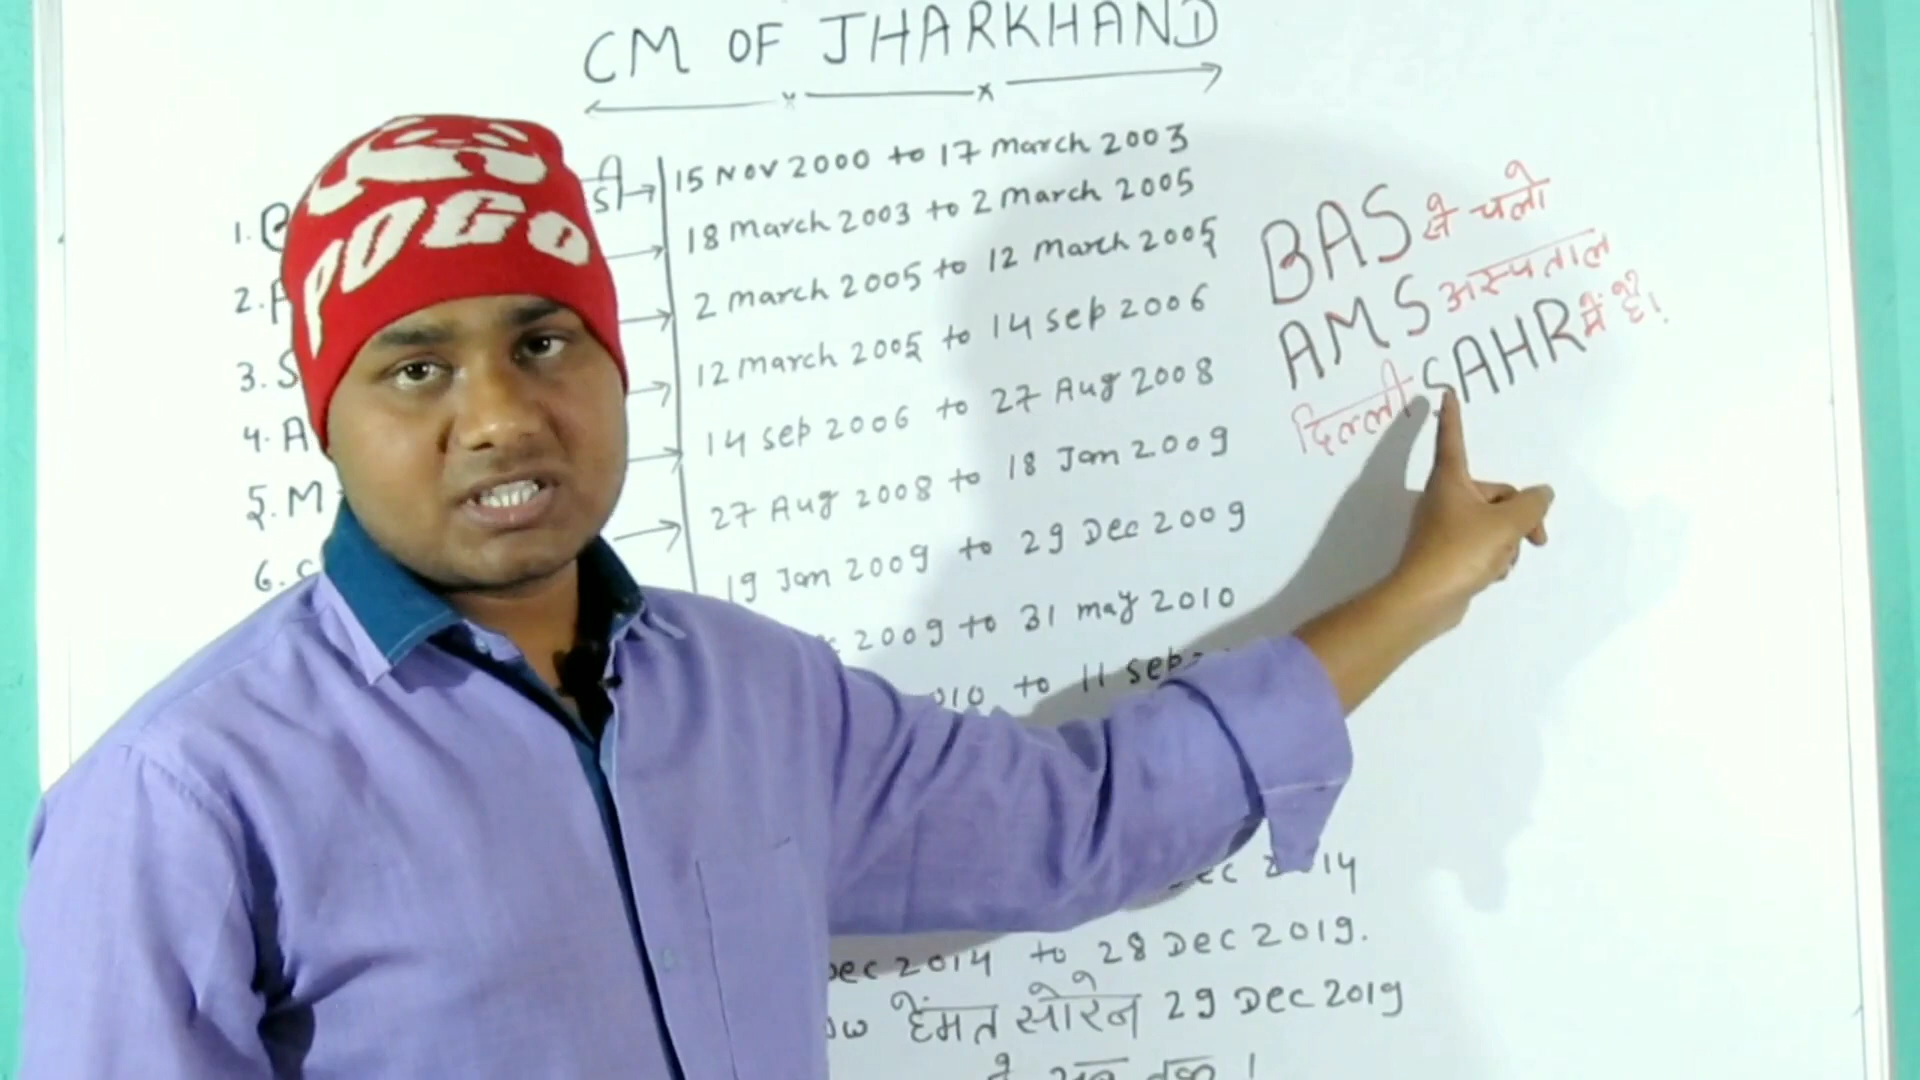 CM OF JHARKHAND
POGO
1. B
15 NOV 2000 to 17 March 2003
2.
18 March 2003 to 2 March 2005
3. S
2 march 2005 to 12 March 2005
4. A
12 march 2005 to 14 sep 2006
5. M
14 sep 2006 to 27 Aug 2008
6.
27 Aug 2008 to 18 Jan 2009
19 Jan 2009 to 29 Dec 2009
2009 to 31 may 2010
to 11 sep
2014
Dec 2014 to 28 Dec 2019.
हेंमत सोरेन 29 Dec 2019
BAS से चलो
AMS अस्पताल
दिल्ली SAHR में है।